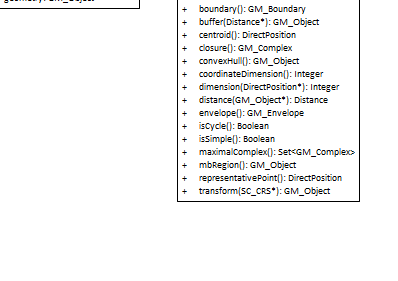 + boundary(): GM_Boundary
+ buffer(Distance*): GM_Object
+ centroid(): DirectPosition
+ closure(): GM_Complex
+ convexHull(): GM_Object
+ coordinateDimension(): Integer
+ dimension(DirectPosition*): Integer
+ distance(GM_Object*): Distance
+ envelope(): GM_Envelope
+ isCycle(): Boolean
+ isSimple(): Boolean
+ maximalComplex(): Set<GM_Complex>
+ mbRegion(): GM_Object
+ representativePoint(): DirectPosition
+ transform(SC_CRS*): GM_Object